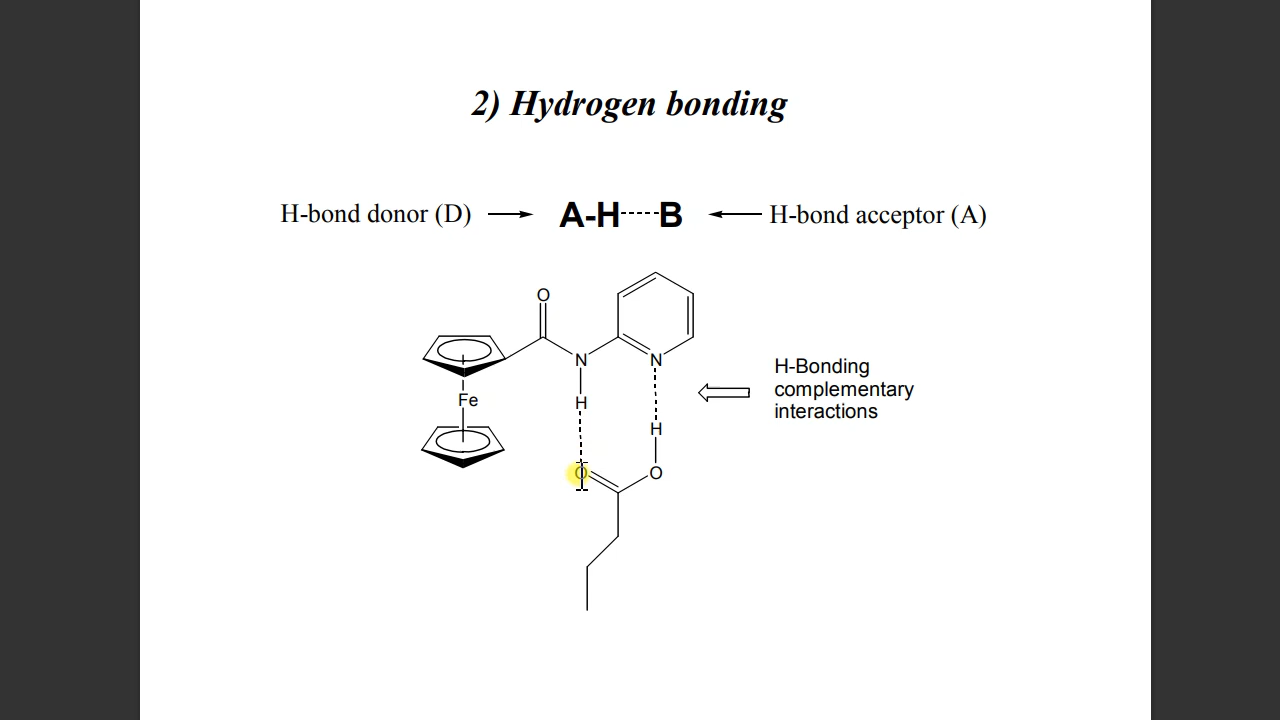 2) Hydrogen bonding
H-bond donor (D)
A-H
B
H-bond acceptor (A)
O
N
N
H
H
Fe
O
O
H-Bonding
complementary
interactions